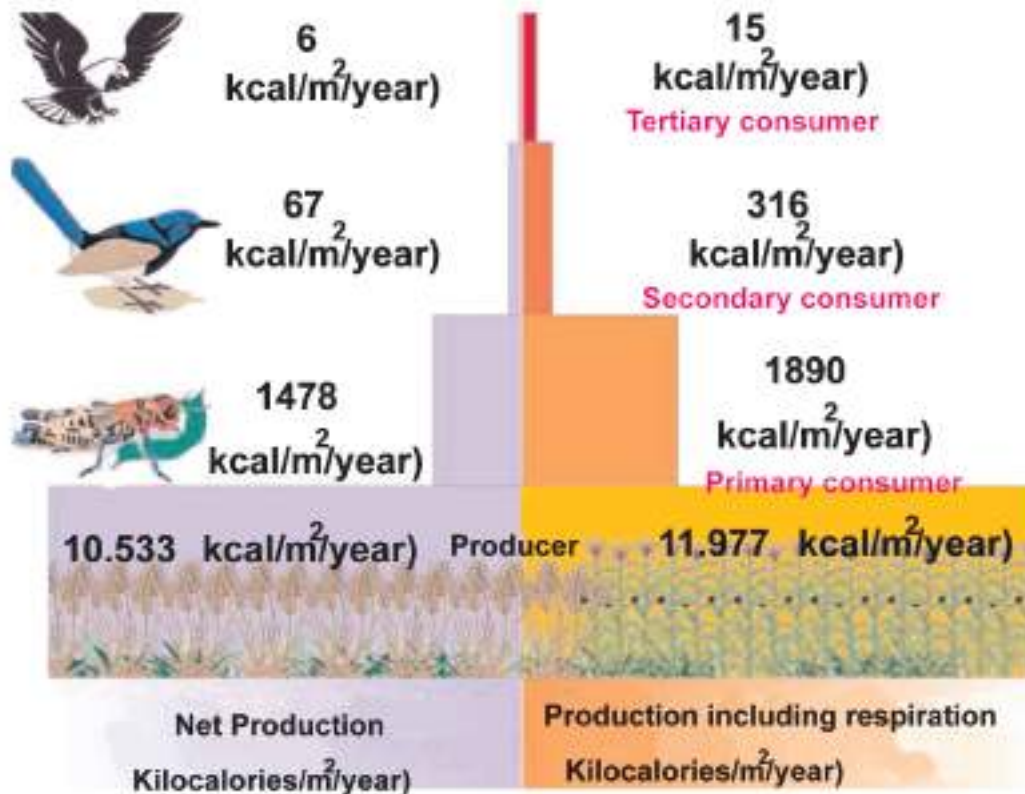 6
kcal/m²/year)
15
kcal/m²/year)
Tertiary consumer
67
kcal/m²/year)
316
kcal/m²/year)
Secondary consumer
1478
kcal/m²/year)
1890
kcal/m²/year)
Primary consumer
10.533 kcal/m²/year) Producer 11.977 kcal/m²/year)
Net Production
Kilocalories/m²/year)
Production including respiration
Kilocalories/m²/year)